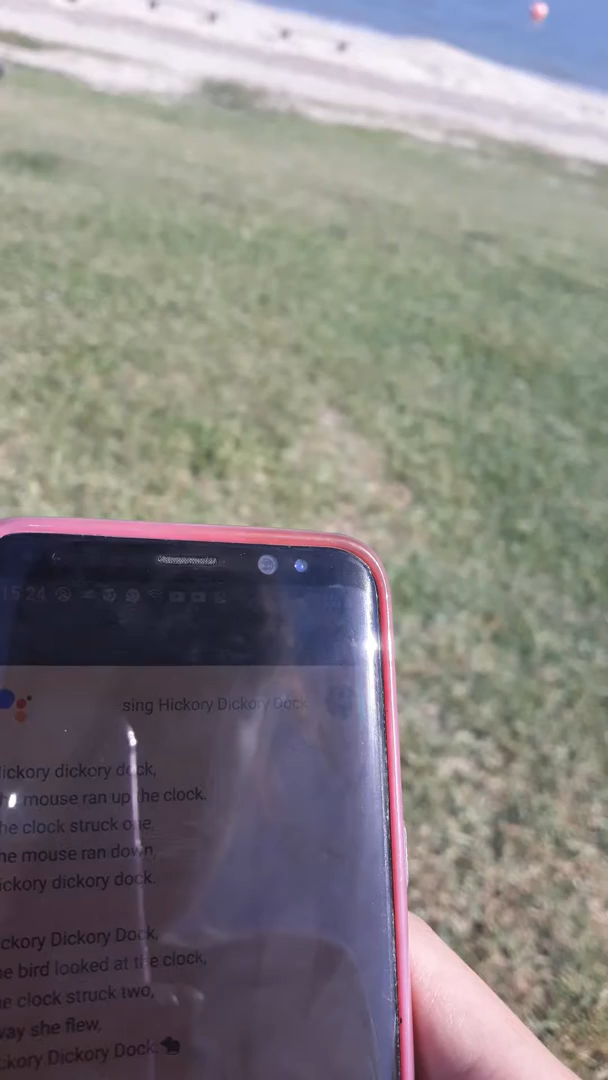 15:24
sing Hickory Dickory Dock
ickory dickory dock,
he mouse ran up the clock.
he clock struck one,
he mouse ran down,
ickory dickory dock.
ckory Dickory Dock,
he bird looked at the clock,
e clock struck two,
way she flew,
ckory Dickory Dock.